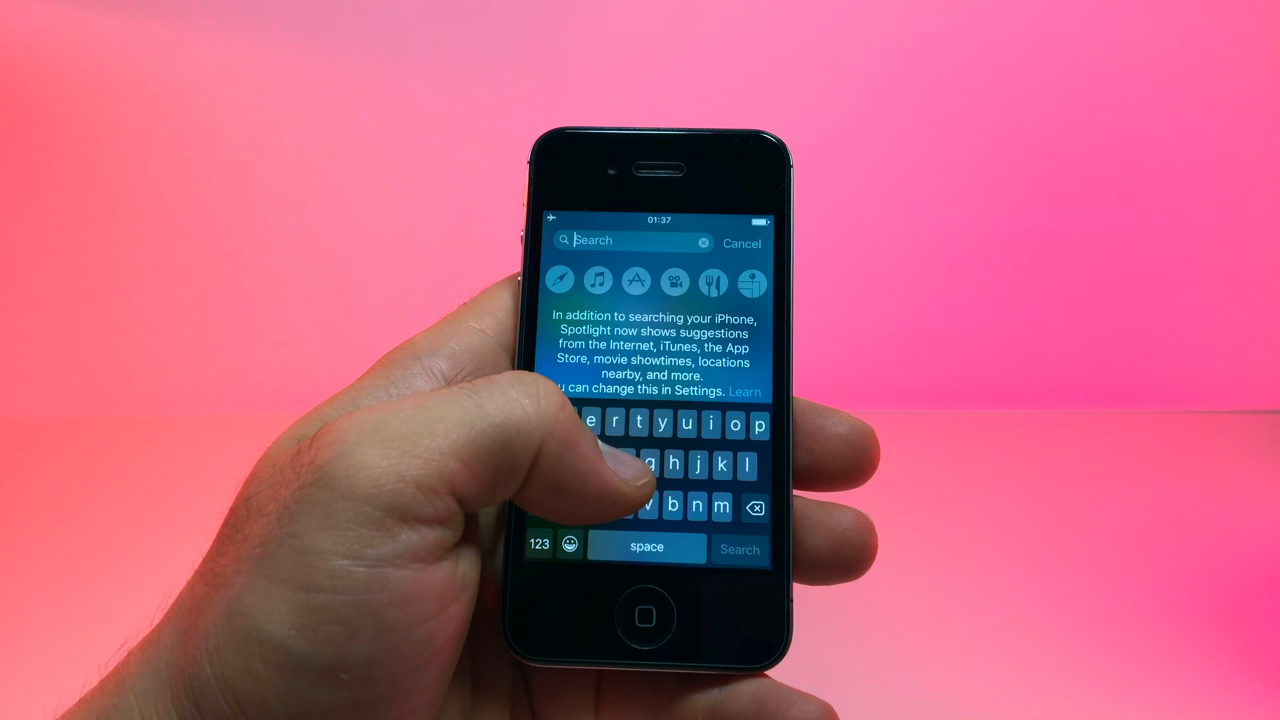 01:37
Search
Cancel
In addition to searching your iPhone,
Spotlight now shows suggestions
from the Internet, iTunes, the App
Store, movie showtimes, locations
nearby, and more.
u can change this in Settings. Learn
e r t y u i o p
g h j k l
v b n m
123 space Search